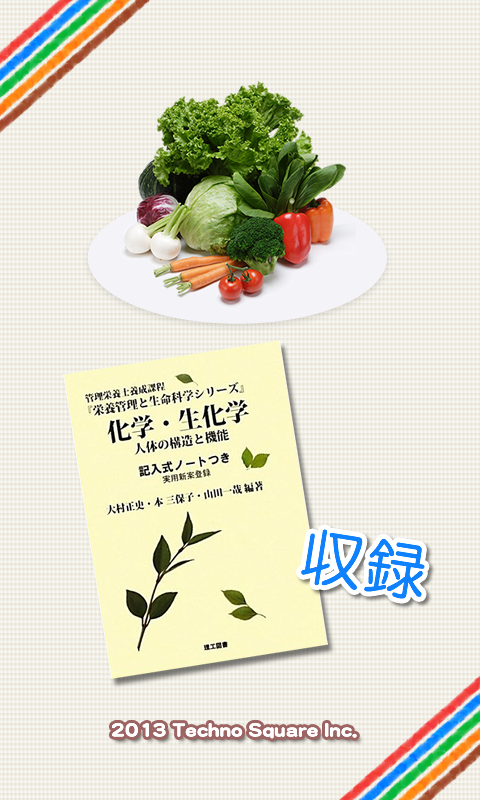 管理栄養士養成課程
『栄養管理と生命科学シリーズ』
化学・生化学
人体の構造と機能
記入式ノートつき
実用新案登録
大村正史・本 三保子・山田一哉 編著
収録
理工図書
2013 Techno Square Inc.